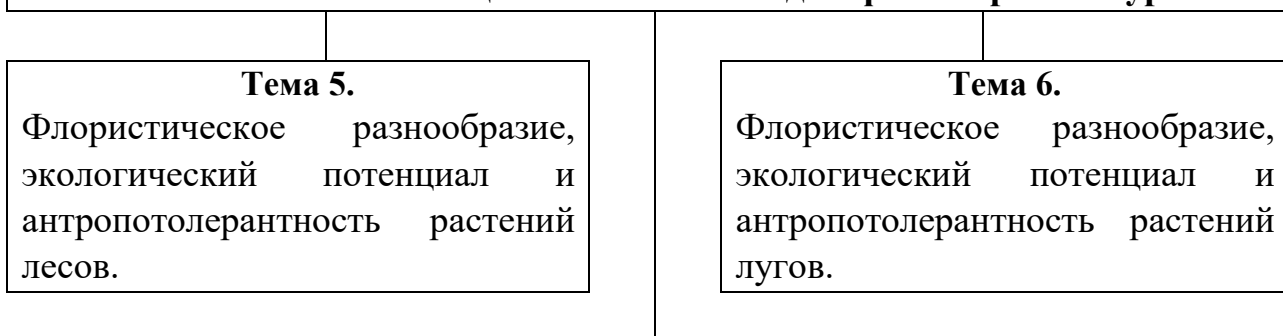 Тема 5.
Флористическое разнообразие,
экологический потенциал и
антропотолерантность растений
лесов.
Тема 6.
Флористическое разнообразие,
экологический потенциал и
антропотолерантность растений
лугов.